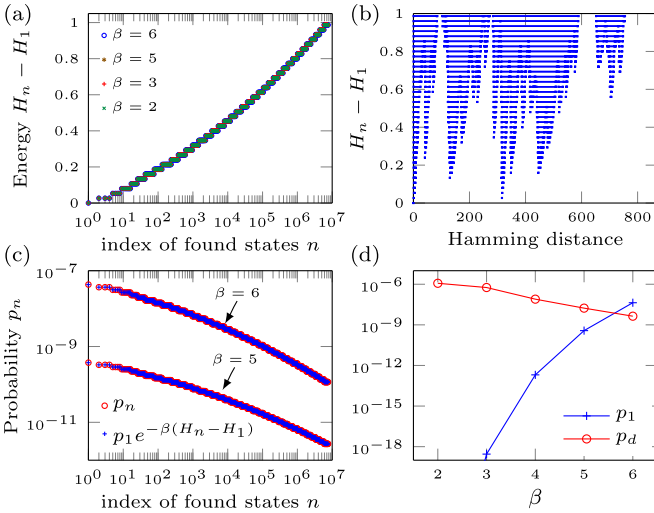 (a)
Energy H_n − H_1
1
0.8
0.6
0.4
0.2
0
β = 6
β = 5
β = 3
β = 2
10^0 10^1 10^2 10^3 10^4 10^5 10^6 10^7
index of found states n
(b)
H_n − H_1
1
0.8
0.6
0.4
0.2
0
0 200 400 600 800
Hamming distance
(c)
Probability p_n
10^−7
10^−9
10^−11
β = 6
β = 5
p_n
p_1e^−β(H_n−H_1)
10^0 10^1 10^2 10^3 10^4 10^5 10^6 10^7
index of found states n
(d)
10^−6
10^−9
10^−12
10^−15
10^−18
p_1
p_d
2 3 4 5 6
β